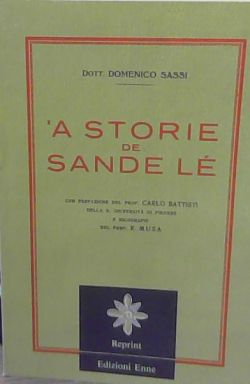 DOTT. DOMENICO SASSI
'A STORIE
DE
SANDE LÉ
CON PREFAZIONE DEL PROF. CARLO BATTISTI
DELLA R. UNIVERSITÀ DI FIRENZE
E
DEL PROF. E. MUSA
Reprint
Edizioni Enne